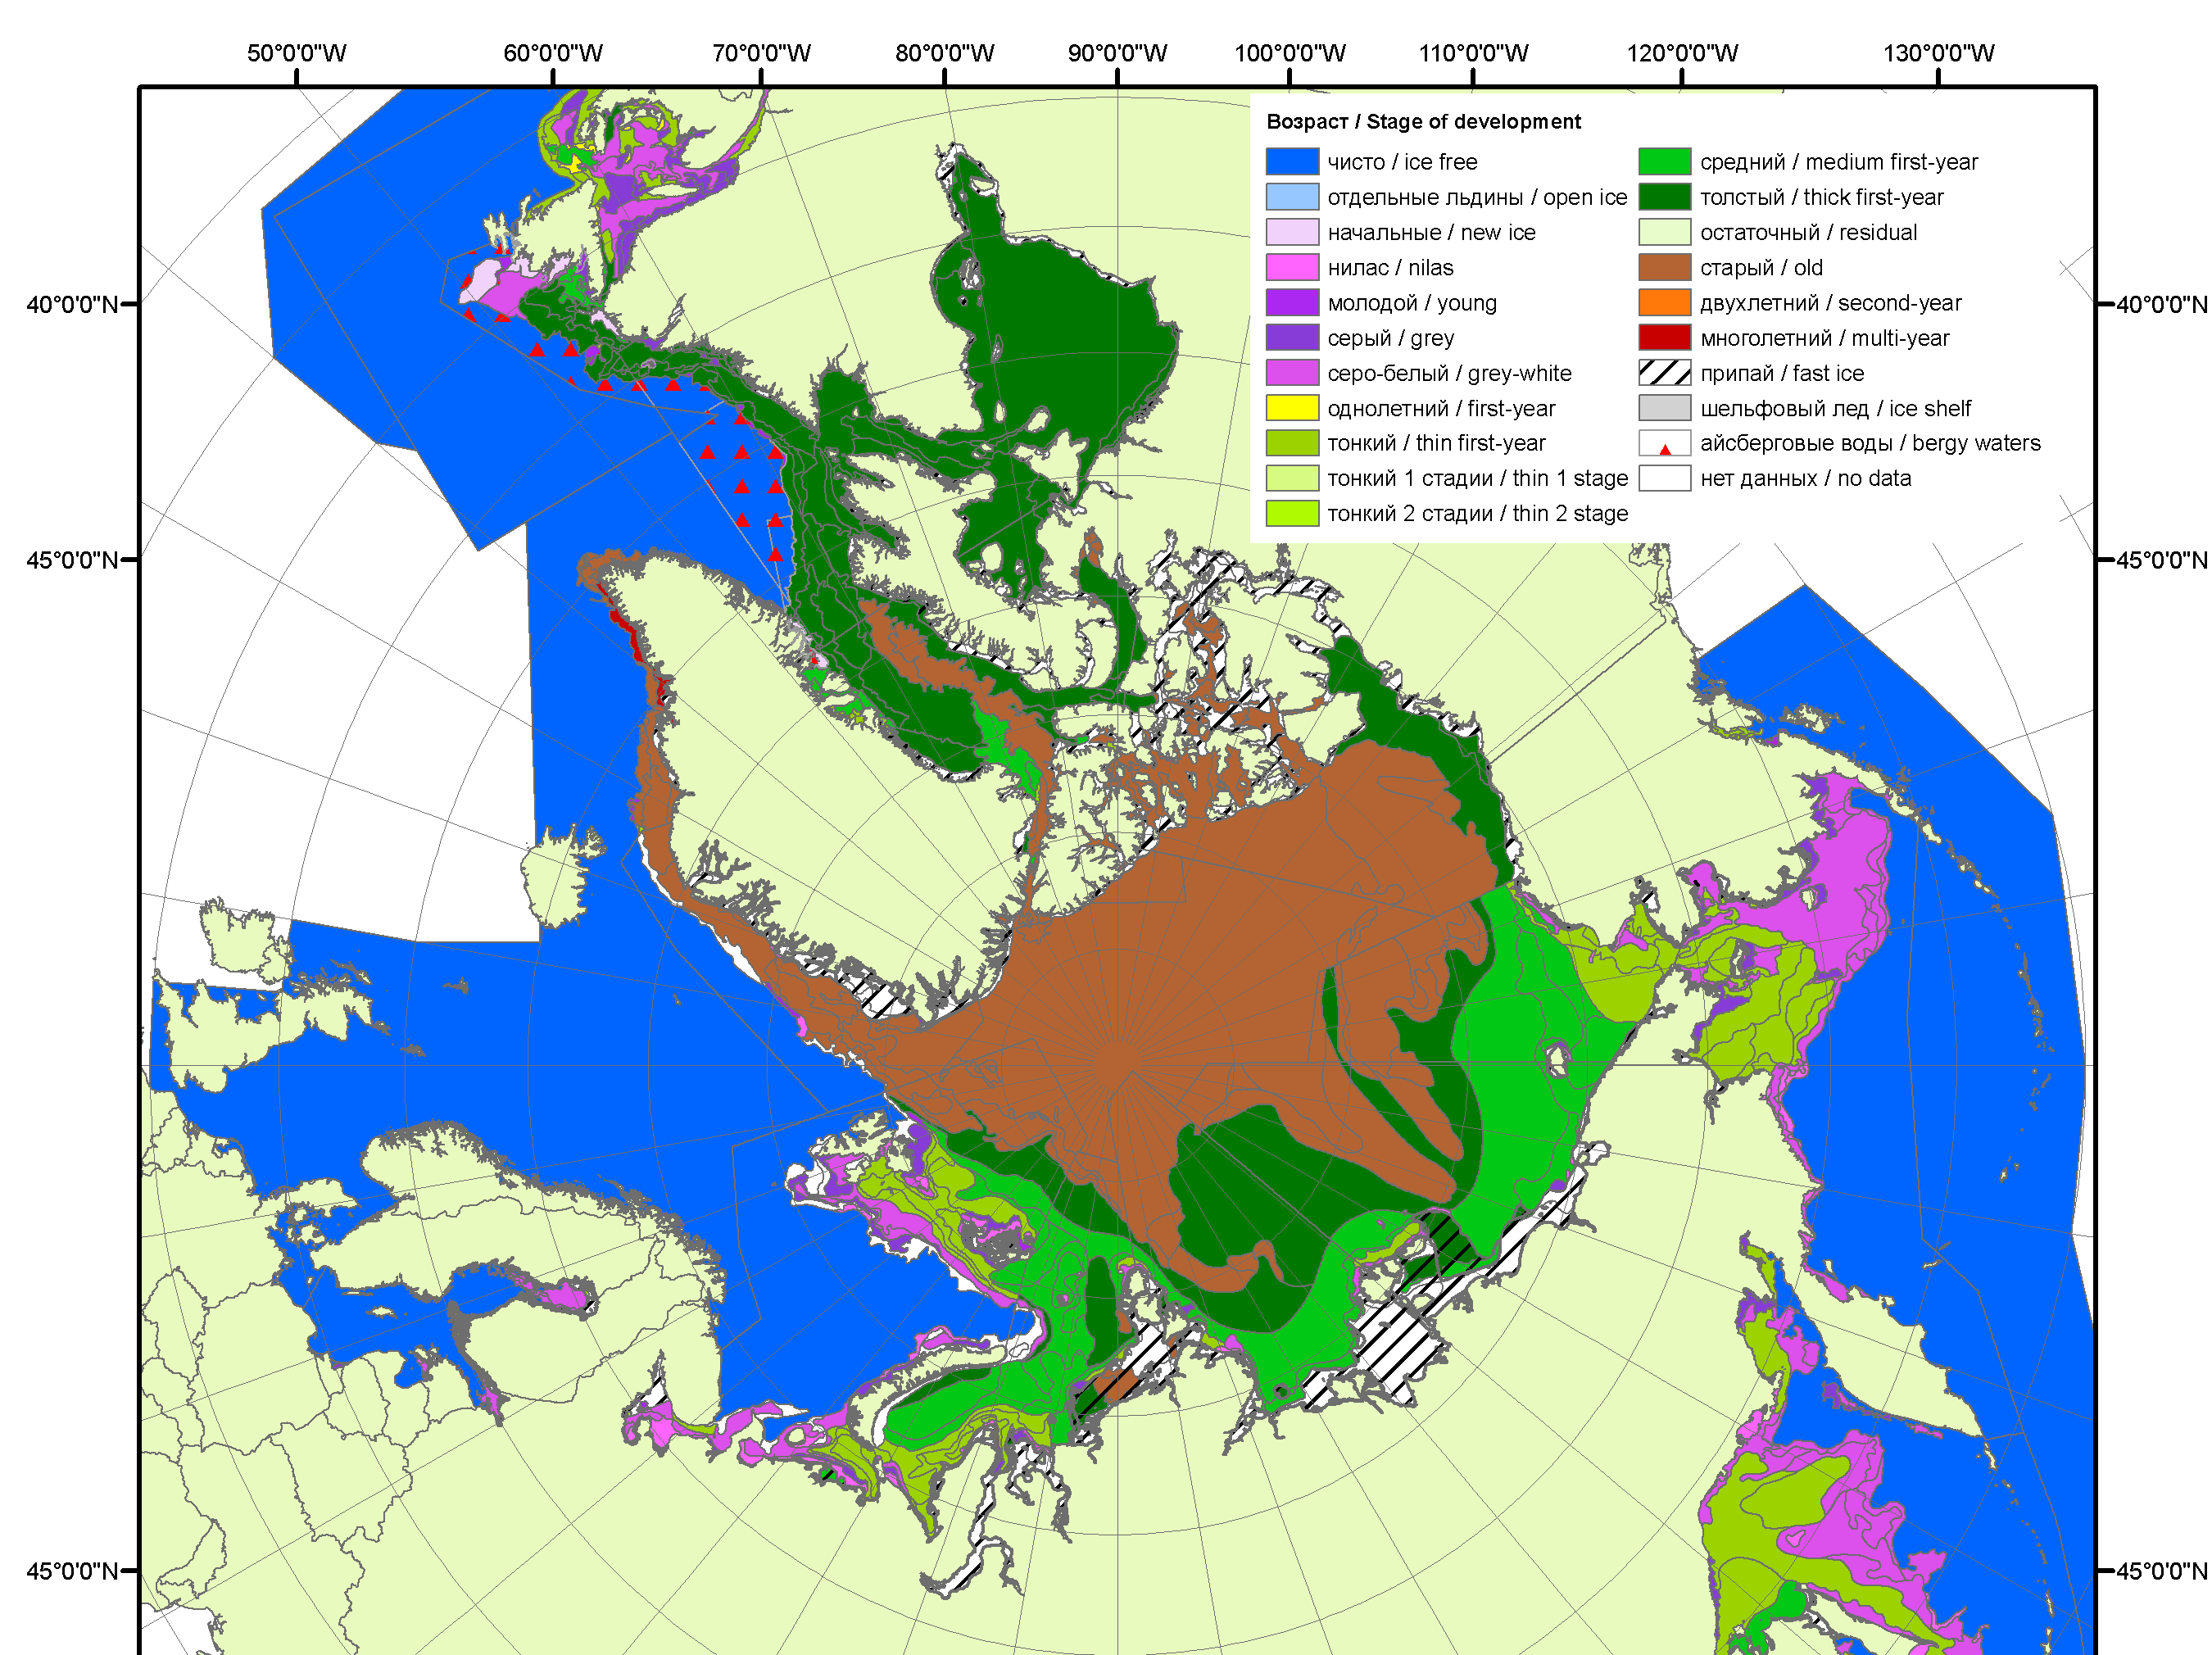 50°0'0"W 60°0'0"W 70°0'0"W 80°0'0"W 90°0'0"W 100°0'0"W 110°0'0"W 120°0'0"W 130°0'0"W
Возраст / Stage of development
чисто / ice free
отдельные льдины / open ice
начальные / new ice
нилас / nilas
молодой / young
серый / grey
серо-белый / grey-white
однолетний / first-year
тонкий / thin first-year
тонкий 1 стадии / thin 1 stage
тонкий 2 стадии / thin 2 stage
средний / medium first-year
толстый / thick first-year
остаточный / residual
старый / old
двухлетний / second-year
многолетний / multi-year
припай / fast ice
шельфовый лед / ice shelf
айсберговые воды / bergy waters
нет данных / no data
40°0'0"N 40°0'0"N
45°0'0"N 45°0'0"N
45°0'0"N 45°0'0"N